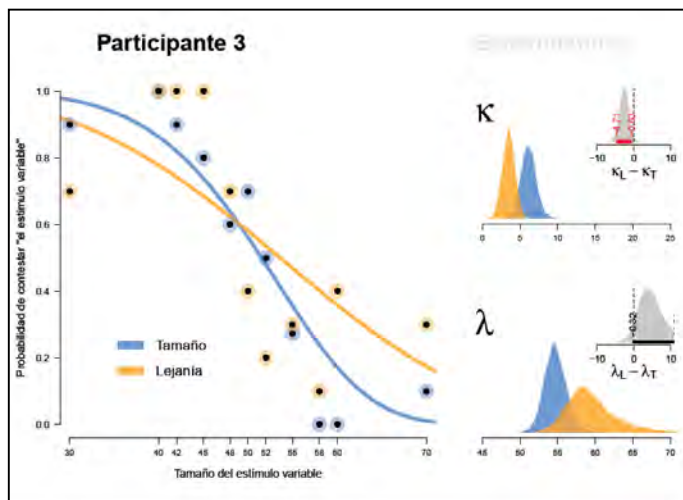 Participante 3
Probabilidad de contestar "el estímulo variable"
1.0
0.8
0.6
0.4
0.2
0.0
Tamaño
Lejanía
30 40 42 45 48 50 52 55 58 60 70
Tamaño del estímulo variable
κ
-10 0 10
κL − κT
0 5 10 15 20 25
λ
-0.32
-10 0 10
λL − λT
45 50 55 60 65 70